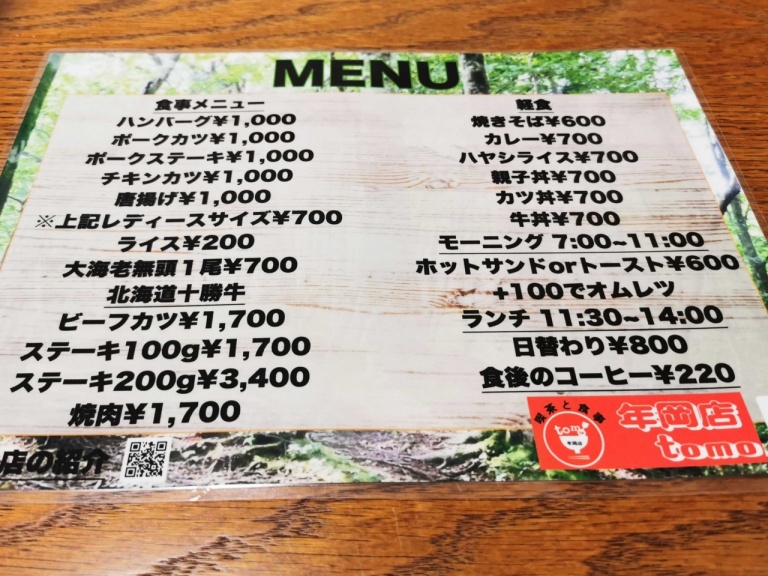 MENU
食事メニュー
ハンバーグ¥1,000
ポークカツ¥1,000
ポークステーキ¥1,000
チキンカツ¥1,000
唐揚げ¥1,000
※上記レディースサイズ¥700
ライス¥200
大海老無頭1尾¥700
北海道十勝牛
ビーフカツ¥1,700
ステーキ100g¥1,700
ステーキ200g¥3,400
焼肉¥1,700
店の紹介
軽食
焼きそば¥600
カレー¥700
ハヤシライス¥700
親子丼¥700
カツ丼¥700
牛丼¥700
モーニング 7:00~11:00
ホットサンドorトースト¥600
+100でオムレツ
ランチ 11:30~14:00
日替わり¥800
食後のコーヒー¥220
喫茶と食事
tomo
年岡店
年岡店
tomo